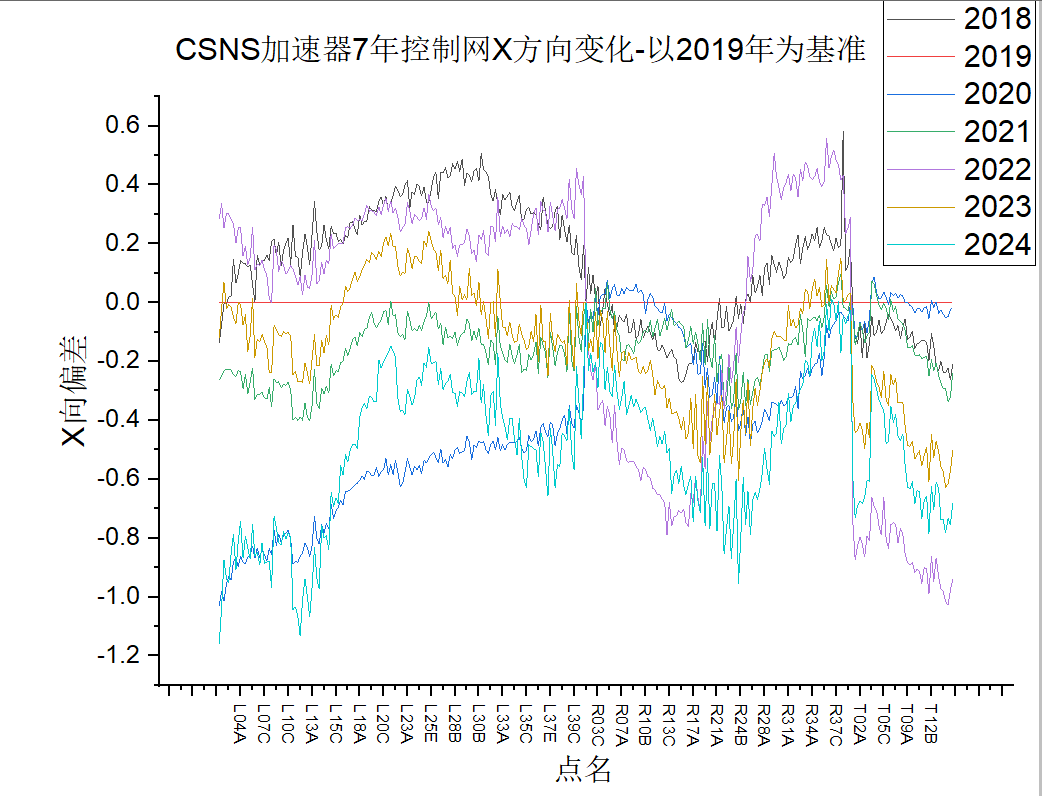 CSNS加速器7年控制网X方向变化-以2019年为基准
2018
2019
2020
2021
2022
2023
2024
X向偏差
0.6
0.4
0.2
0.0
-0.2
-0.4
-0.6
-0.8
-1.0
-1.2
L04A
L07C
L10C
L13A
L15C
L18A
L20C
L23A
L25E
L28B
L30B
L33A
L35C
L37E
L39C
R03C
R07A
R10B
R13C
R17A
R21A
R24B
R28A
R31A
R34A
R37C
T02A
T05C
T09A
T12B
点名